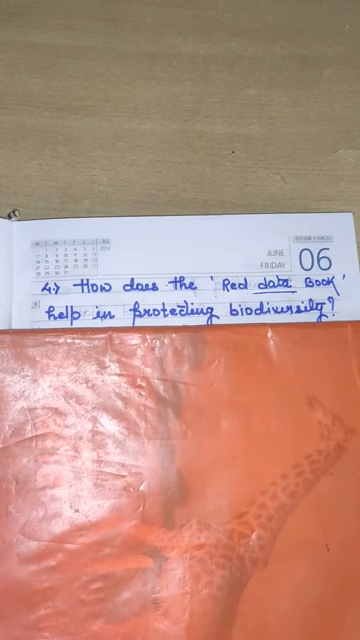 JUNE
FRIDAY
06
4.> How does the 'Red data Book'
help in protecting biodiversity?